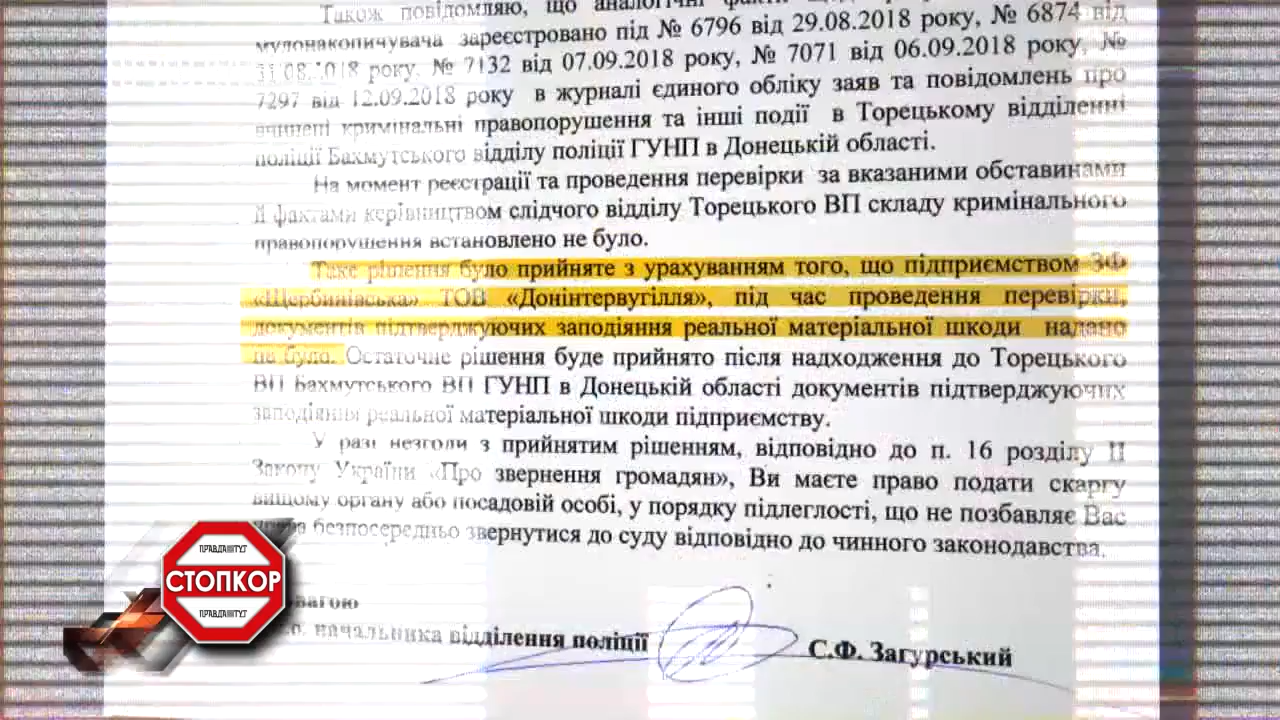 Також повідомляю, що аналогічні факти
мулонакопичувача зареєстровано під № 6796 від 29.08.2018 року, № 6874 від
31.08.2018 року, № 7132 від 07.09.2018 року, № 7071 від 06.09.2018 року, №
7297 від 12.09.2018 року в журналі єдиного обліку заяв та повідомлень про
вчинені кримінальні правопорушення та інші події в Торецькому відділенні
поліції Бахмутського відділу поліції ГУНП в Донецькій області.
На момент реєстрації та проведення перевірки за вказаними обставинами
й фактами керівництвом слідчого відділу Торецького ВП складу кримінального
правопорушення встановлено не було.
Таке рішення було прийняте з урахуванням того, що підприємством ЗФ
«Щербинівська» ТОВ «Донінтервугілля», під час проведення перевірки,
документів підтверджуючих заподіяння реальної матеріальної шкоди надано
не було. Остаточне рішення буде прийнято після надходження до Торецького
ВП Бахмутського ВП ГУНП в Донецькій області документів підтверджуючих
заподіяння реальної матеріальної шкоди підприємству.
У разі незгоди з прийнятим рішенням, відповідно до п. 16 розділу ІІ
Закону України «Про звернення громадян», Ви маєте право подати скаргу
вищому органу або посадовій особі, у порядку підлеглості, що не позбавляє Вас
права безпосередньо звернутися до суду відповідно до чинного законодавства.
ПРАВДАТУТ
СТОПКОР
ПРАВДАТУТ
повагою
о. начальника відділення поліції С.Ф. Загурський